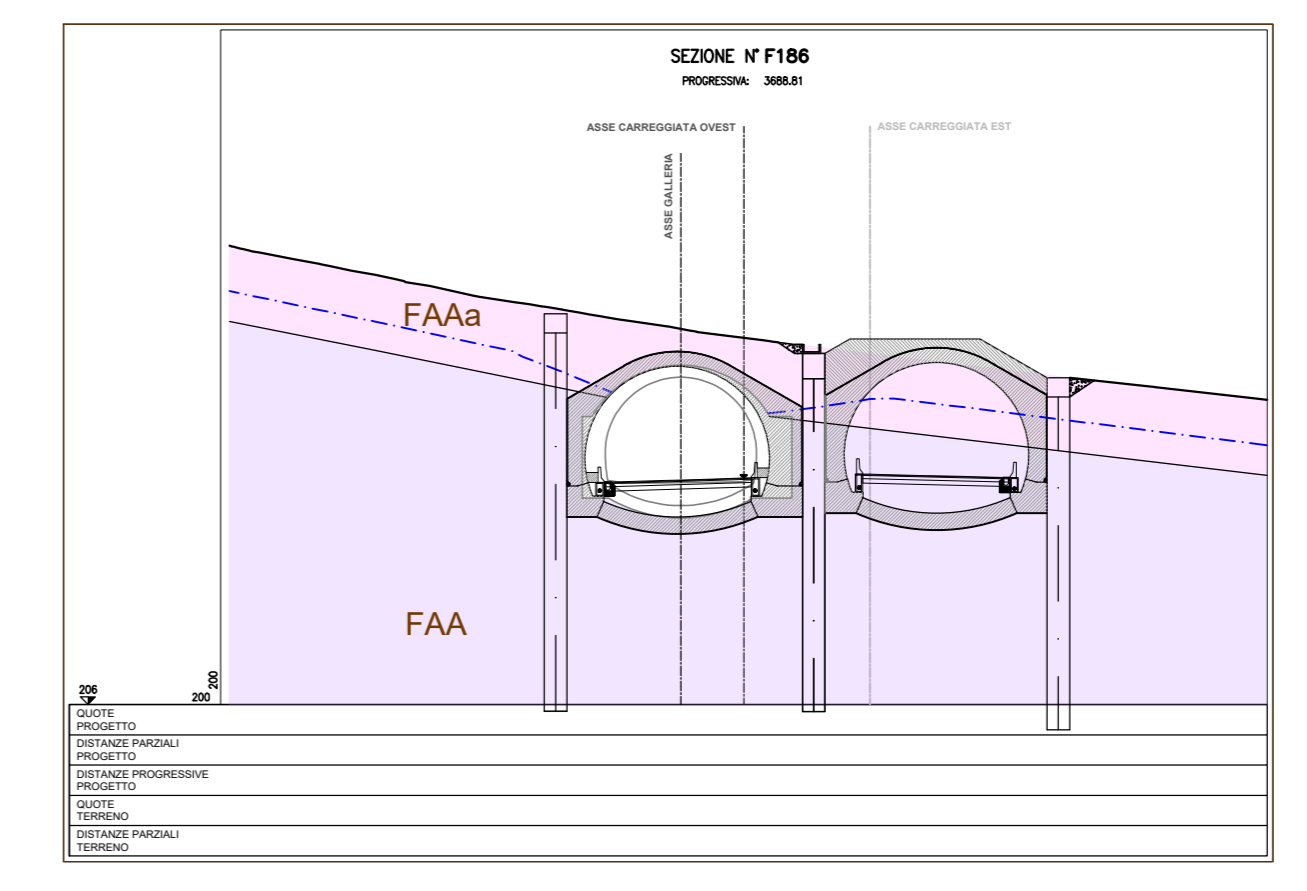 SEZIONE N° F186
PROGRESSIVA: 3688.81
ASSE CARREGGIATA OVEST
ASSE CARREGGIATA EST
ASSE GALLERIA
FAAa
FAA
206
200
200
QUOTE
PROGETTO
DISTANZE PARZIALI
PROGETTO
DISTANZE PROGRESSIVE
PROGETTO
QUOTE
TERRENO
DISTANZE PARZIALI
TERRENO